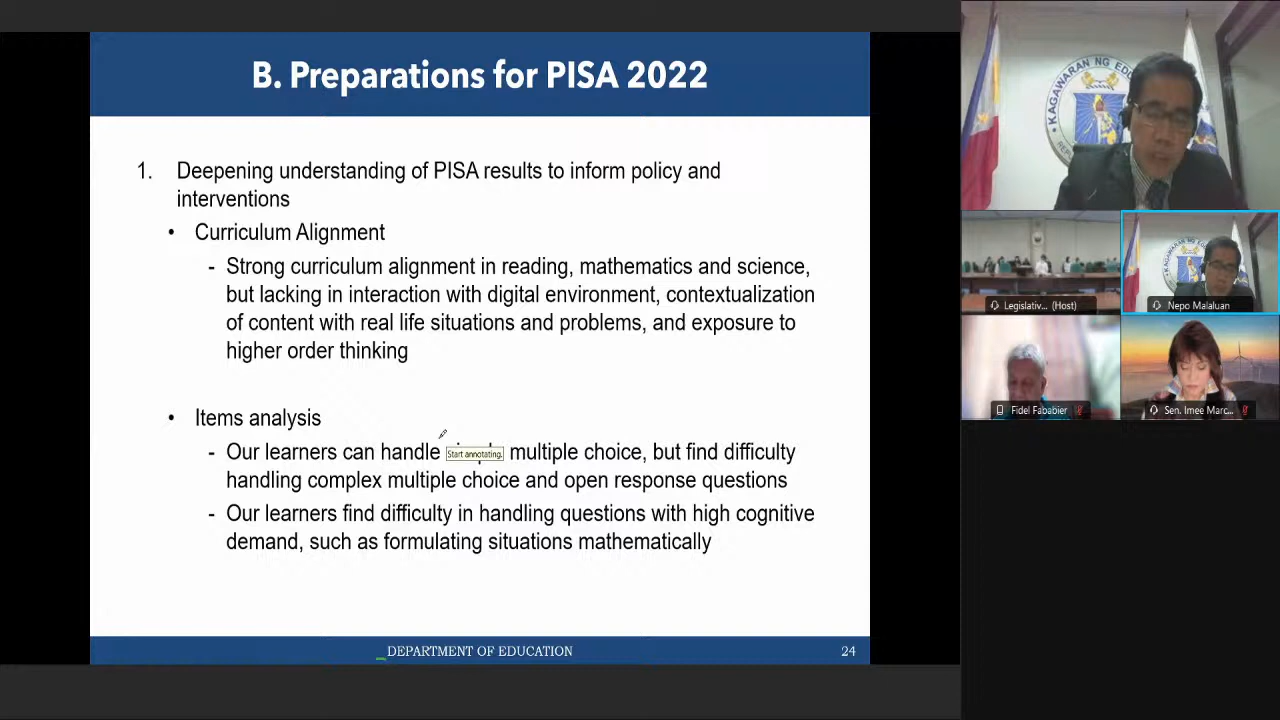 B. Preparations for PISA 2022
1. Deepening understanding of PISA results to inform policy and
interventions
• Curriculum Alignment
- Strong curriculum alignment in reading, mathematics and science,
but lacking in interaction with digital environment, contextualization
of content with real life situations and problems, and exposure to
higher order thinking
• Items analysis
- Our learners can handle multiple choice, but find difficulty
Start annotating.
handling complex multiple choice and open response questions
- Our learners find difficulty in handling questions with high cognitive
demand, such as formulating situations mathematically
DEPARTMENT OF EDUCATION
24
KAGAWARAN NG EDU
Legislativ... (Host)
Nepo Malaluan
Fidel Fababier
Sen. Imee Marc...